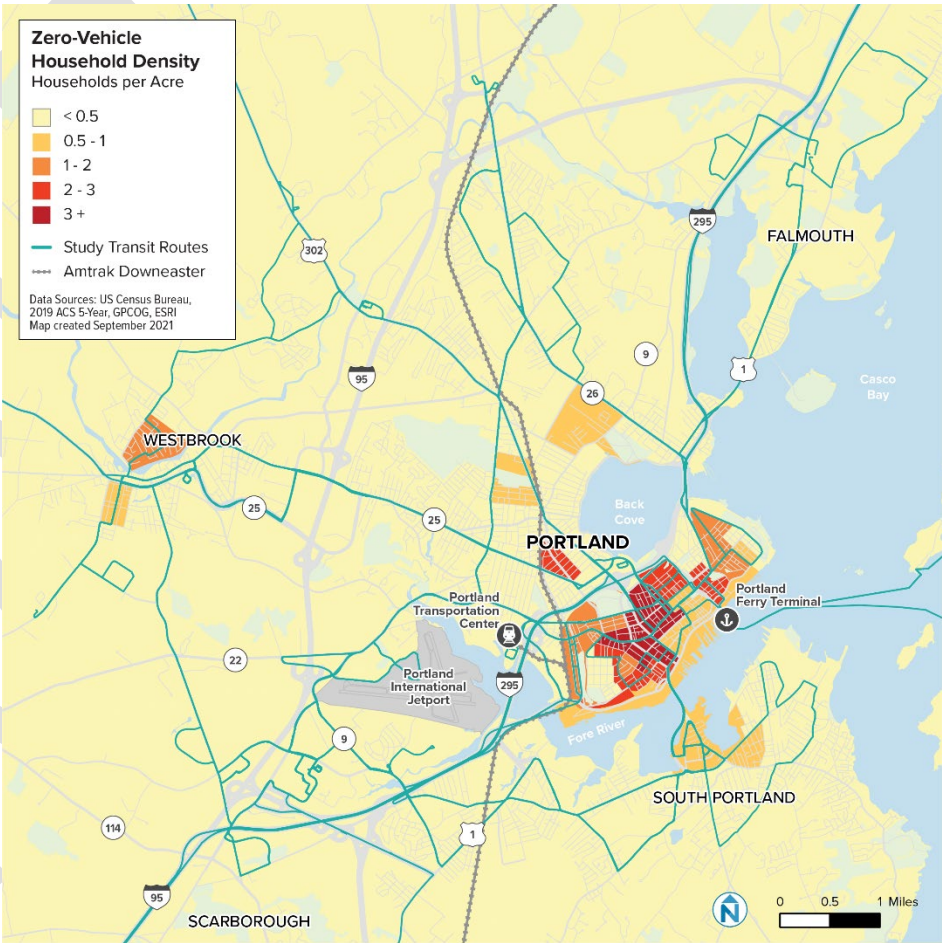 Zero-Vehicle
Household Density
Households per Acre
< 0.5
0.5 - 1
1 - 2
2 - 3
3 +
Study Transit Routes
Amtrak Downeaster
Data Sources: US Census Bureau,
2019 ACS 5-Year, GPCOG, ESRI
Map created September 2021
295
FALMOUTH
302
9
1
95
Casco
Bay
26
WESTBROOK
25
25
Back
Cove
PORTLAND
Portland
Transportation
Center
Portland
Ferry Terminal
22
Portland
International
Jetport
295
Fore River
9
SOUTH PORTLAND
114
1
95
SCARBOROUGH
N
0 0.5 1 Miles